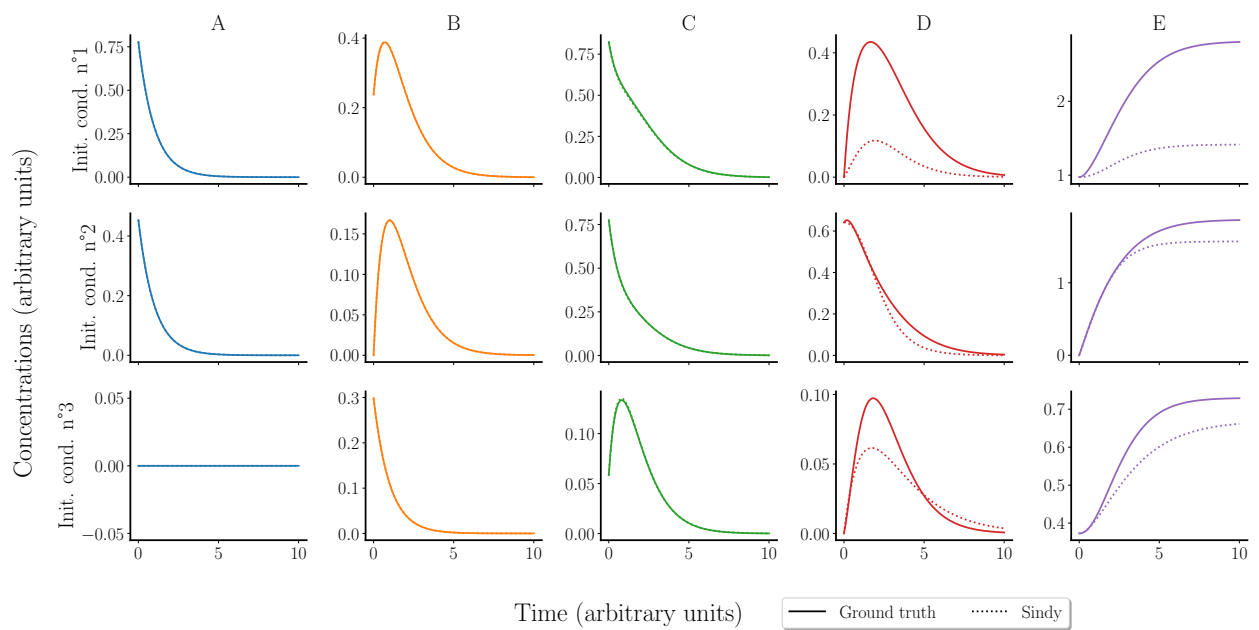 A B C D E
Concentrations (arbitrary units)
Init. cond. n°1
0.75 0.50 0.25 0.00
0.4 0.2 0.0
0.75 0.50 0.25 0.00
0.4 0.2 0.0
2 1
Init. cond. n°2
0.4 0.2 0.0
0.15 0.10 0.05 0.00
0.75 0.50 0.25 0.00
0.6 0.4 0.2 0.0
1 0
Init. cond. n°3
0.05 0.00 −0.05
0.3 0.2 0.1 0.0
0.10 0.05 0.00
0.10 0.05 0.00
0.7 0.6 0.5 0.4
0 5 10 0 5 10 0 5 10 0 5 10 0 5 10
Time (arbitrary units)
Ground truth Sindy